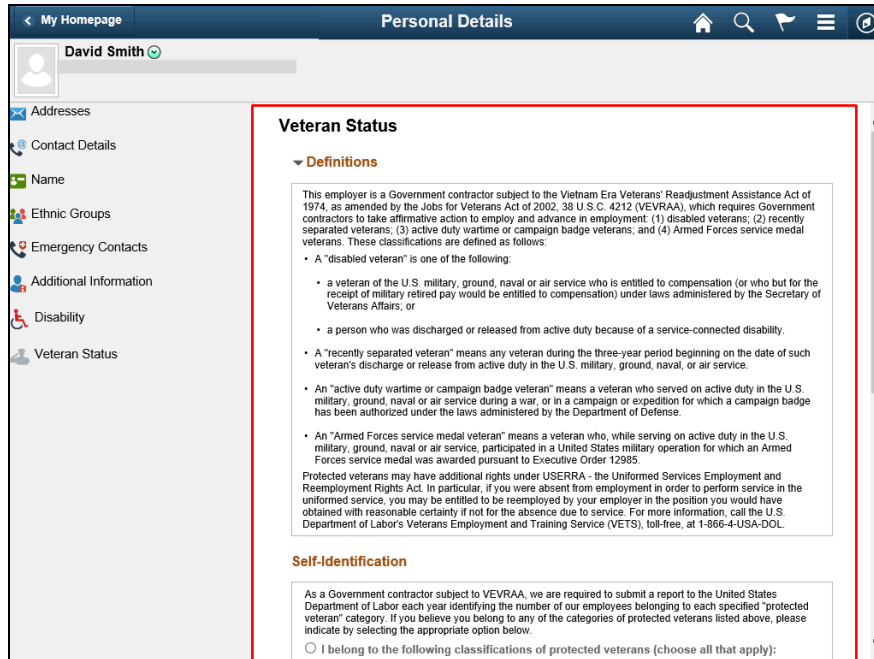 My Homepage
Personal Details
David Smith
Addresses
Contact Details
Name
Ethnic Groups
Emergency Contacts
Additional Information
Disability
Veteran Status
Veteran Status
Definitions
This employer is a Government contractor subject to the Vietnam Era Veterans' Readjustment Assistance Act of
1974, as amended by the Jobs for Veterans Act of 2002, 38 U.S.C. 4212 (VEVRAA), which requires Government
contractors to take affirmative action to employ and advance in employment: (1) disabled veterans; (2) recently
separated veterans; (3) active duty wartime or campaign badge veterans; and (4) Armed Forces service medal
veterans. These classifications are defined as follows:
• A "disabled veteran" is one of the following:
• a veteran of the U.S. military, ground, naval or air service who is entitled to compensation (or who but for the
receipt of military retired pay would be entitled to compensation) under laws administered by the Secretary of
Veterans Affairs; or
• a person who was discharged or released from active duty because of a service-connected disability.
• A "recently separated veteran" means any veteran during the three-year period beginning on the date of such
veteran's discharge or release from active duty in the U.S. military, ground, naval, or air service.
• An "active duty wartime or campaign badge veteran" means a veteran who served on active duty in the U.S.
military, ground, naval or air service during a war, or in a campaign or expedition for which a campaign badge
has been authorized under the laws administered by the Department of Defense.
• An "Armed Forces service medal veteran" means a veteran who, while serving on active duty in the U.S.
military, ground, naval or air service, participated in a United States military operation for which an Armed
Forces service medal was awarded pursuant to Executive Order 12985.
Protected veterans may have additional rights under USERRA - the Uniformed Services Employment and
Reemployment Rights Act. In particular, if you were absent from employment in order to perform service in the
uniformed service, you may be entitled to be reemployed by your employer in the position you would have
obtained with reasonable certainty if not for the absence due to service. For more information, call the U.S.
Department of Labor's Veterans Employment and Training Service (VETS), toll-free, at 1-866-4-USA-DOL.
Self-Identification
As a Government contractor subject to VEVRAA, we are required to submit a report to the United States
Department of Labor each year identifying the number of our employees belonging to each specified "protected
veteran" category. If you believe you belong to any of the categories of protected veterans listed above, please
indicate by selecting the appropriate option below.
I belong to the following classifications of protected veterans (choose all that apply):